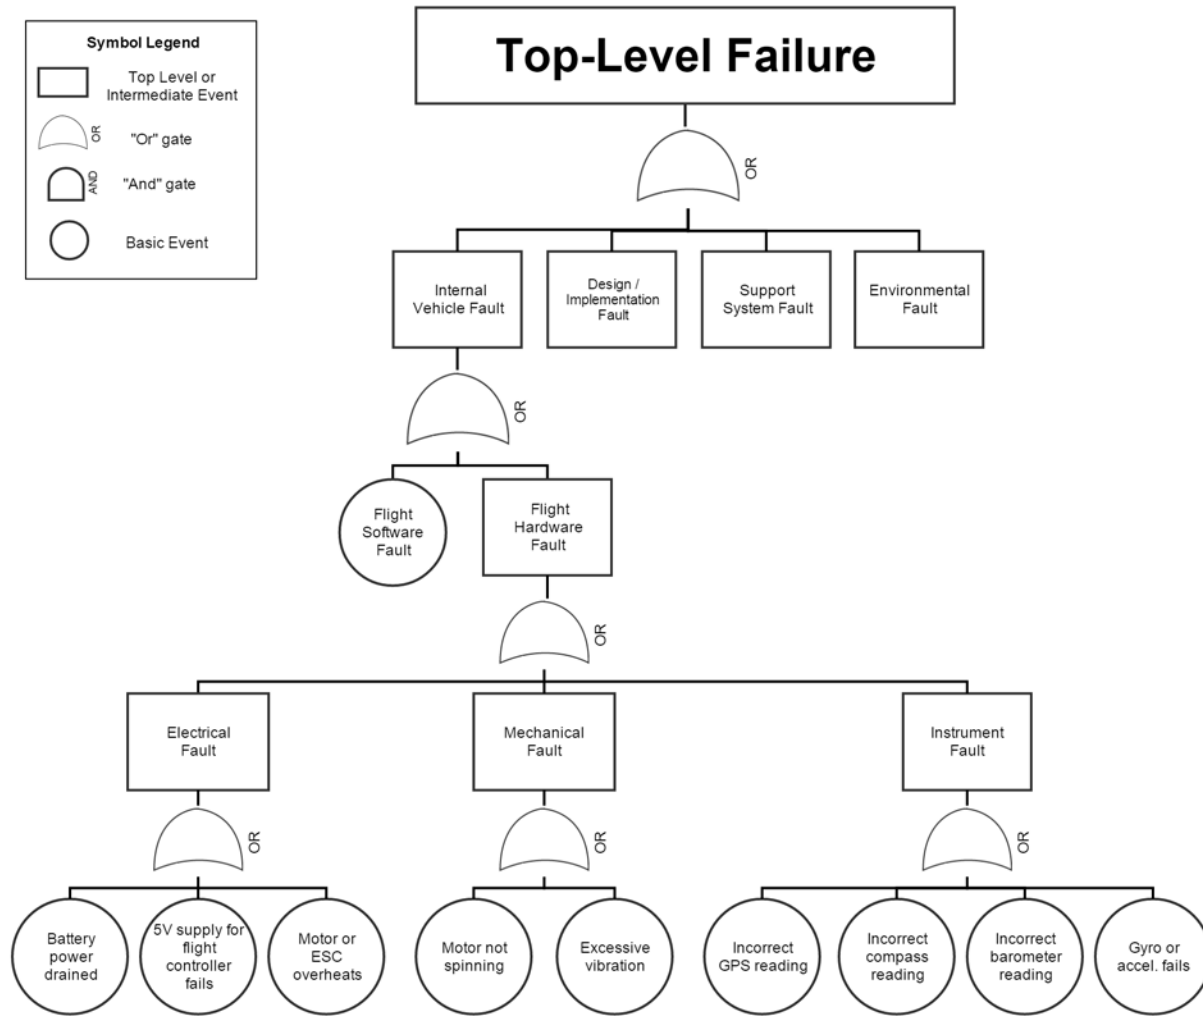 Symbol Legend
Top Level or
Intermediate Event
OR
"Or" gate
AND
"And" gate
Basic Event
Top-Level Failure
OR
Internal
Vehicle Fault
Design /
Implementation
Fault
Support
System Fault
Environmental
Fault
OR
Flight
Software
Fault
Flight
Hardware
Fault
OR
Electrical
Fault
Mechanical
Fault
Instrument
Fault
OR
OR
OR
Battery
power
drained
5V supply for
flight
controller
fails
Motor or
ESC
overheats
Motor not
spinning
Excessive
vibration
Incorrect
GPS reading
Incorrect
compass
reading
Incorrect
barometer
reading
Gyro or
accel. fails